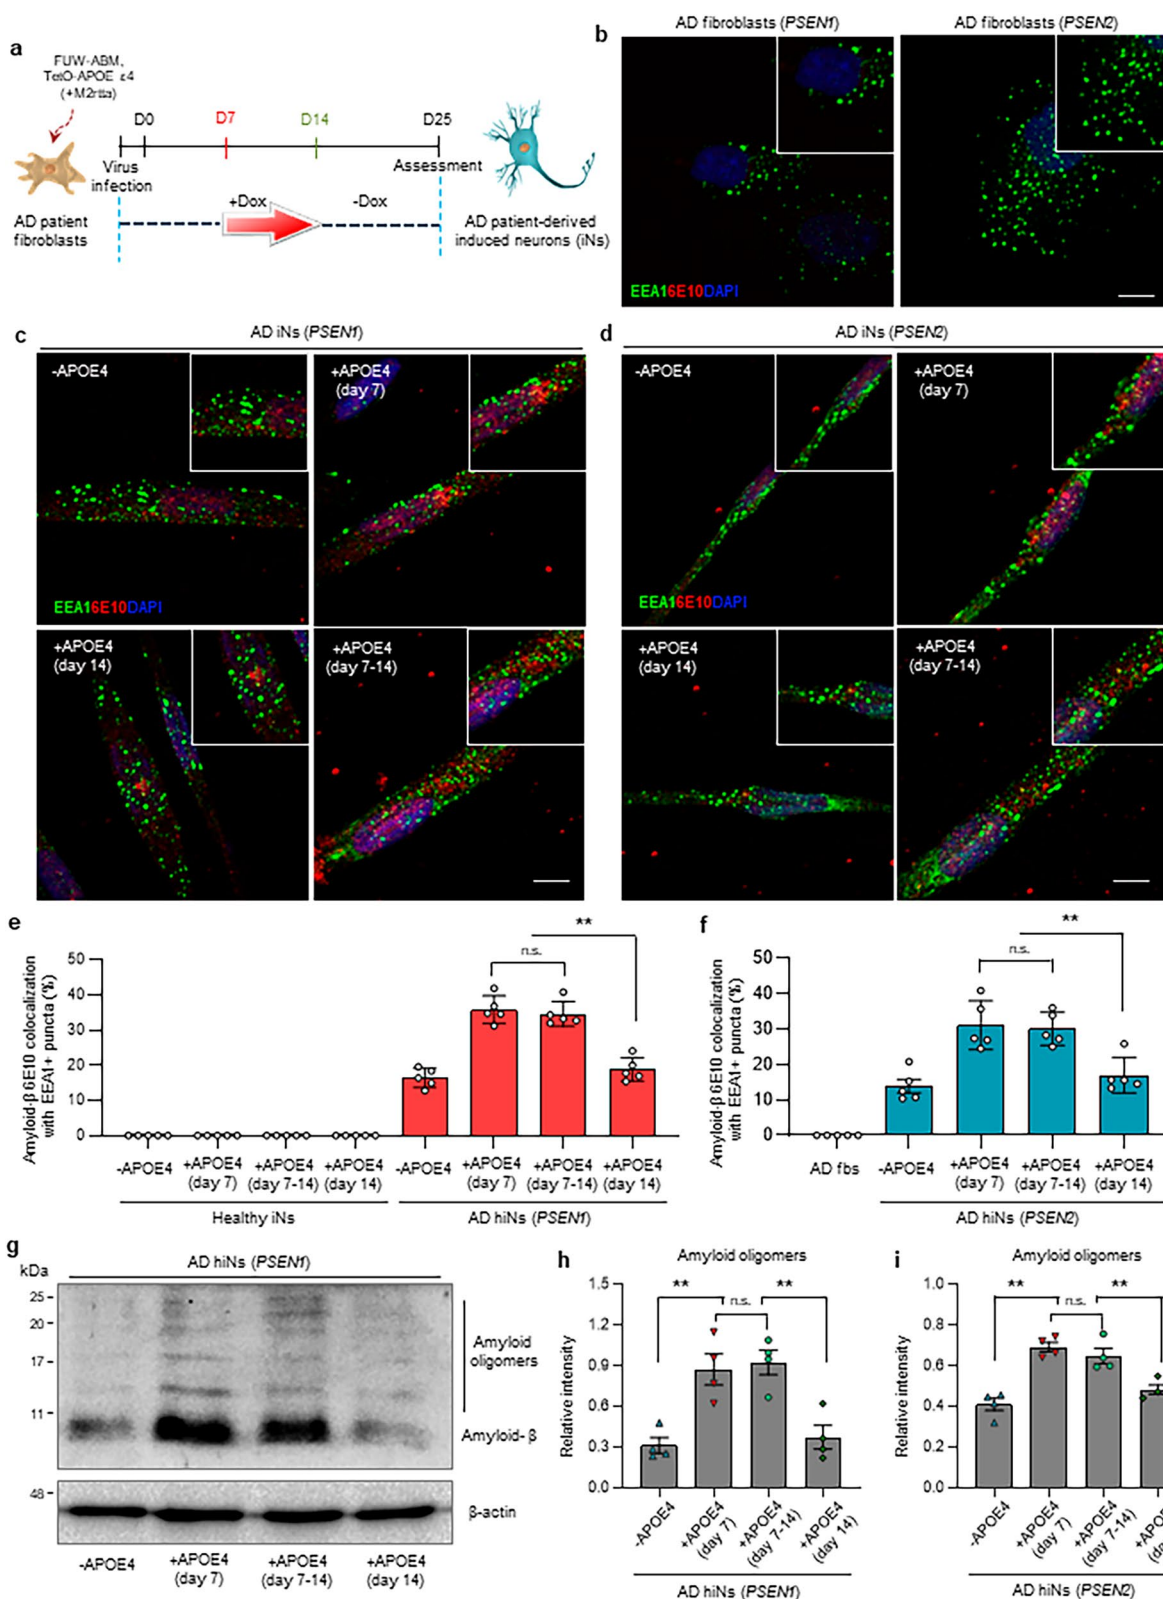 a
FUW-ABM,
TetO-APOE ε4
(+M2rtta)
D0
D7
D14
D25
Virus
infection
Assessment
+Dox
-Dox
AD patient
fibroblasts
AD patient-derived
induced neurons (iNs)
b
AD fibroblasts (PSEN1)
AD fibroblasts (PSEN2)
EEA16E10DAPI
c
AD iNs (PSEN1)
-APOE4
+APOE4
(day 7)
EEA16E10DAPI
+APOE4
(day 14)
+APOE4
(day 7-14)
d
AD iNs (PSEN2)
-APOE4
+APOE4
(day 7)
EEA16E10DAPI
+APOE4
(day 14)
+APOE4
(day 7-14)
e
Amyloid-β 6E10 colocalization
with EEA1+ puncta (%)
50
40
30
20
10
0
n.s.
**
-APOE4
+APOE4
(day 7)
+APOE4
(day 7-14)
+APOE4
(day 14)
-APOE4
+APOE4
(day 7)
+APOE4
(day 7-14)
+APOE4
(day 14)
Healthy iNs
AD hiNs (PSEN1)
f
Amyloid-β 6E10 colocalization
with EEA1+ puncta (%)
50
40
30
20
10
0
n.s.
**
AD fbs
-APOE4
+APOE4
(day 7)
+APOE4
(day 7-14)
+APOE4
(day 14)
AD hiNs (PSEN2)
g
AD hiNs (PSEN1)
kDa
25
20
17
11
48
Amyloid
oligomers
Amyloid-β
β-actin
-APOE4
+APOE4
(day 7)
+APOE4
(day 7-14)
+APOE4
(day 14)
h
Amyloid oligomers
Relative intensity
1.5
1.2
0.9
0.6
0.3
0.0
**
n.s.
**
-APOE4
+APOE4
(day 7)
+APOE4
(day 7-14)
+APOE4
(day 14)
AD hiNs (PSEN1)
i
Amyloid oligomers
Relative intensity
1.0
0.8
0.6
0.4
0.2
0.0
**
n.s.
**
-APOE4
+APOE4
(day 7)
+APOE4
(day 7-14)
AD hiNs (PSEN2)